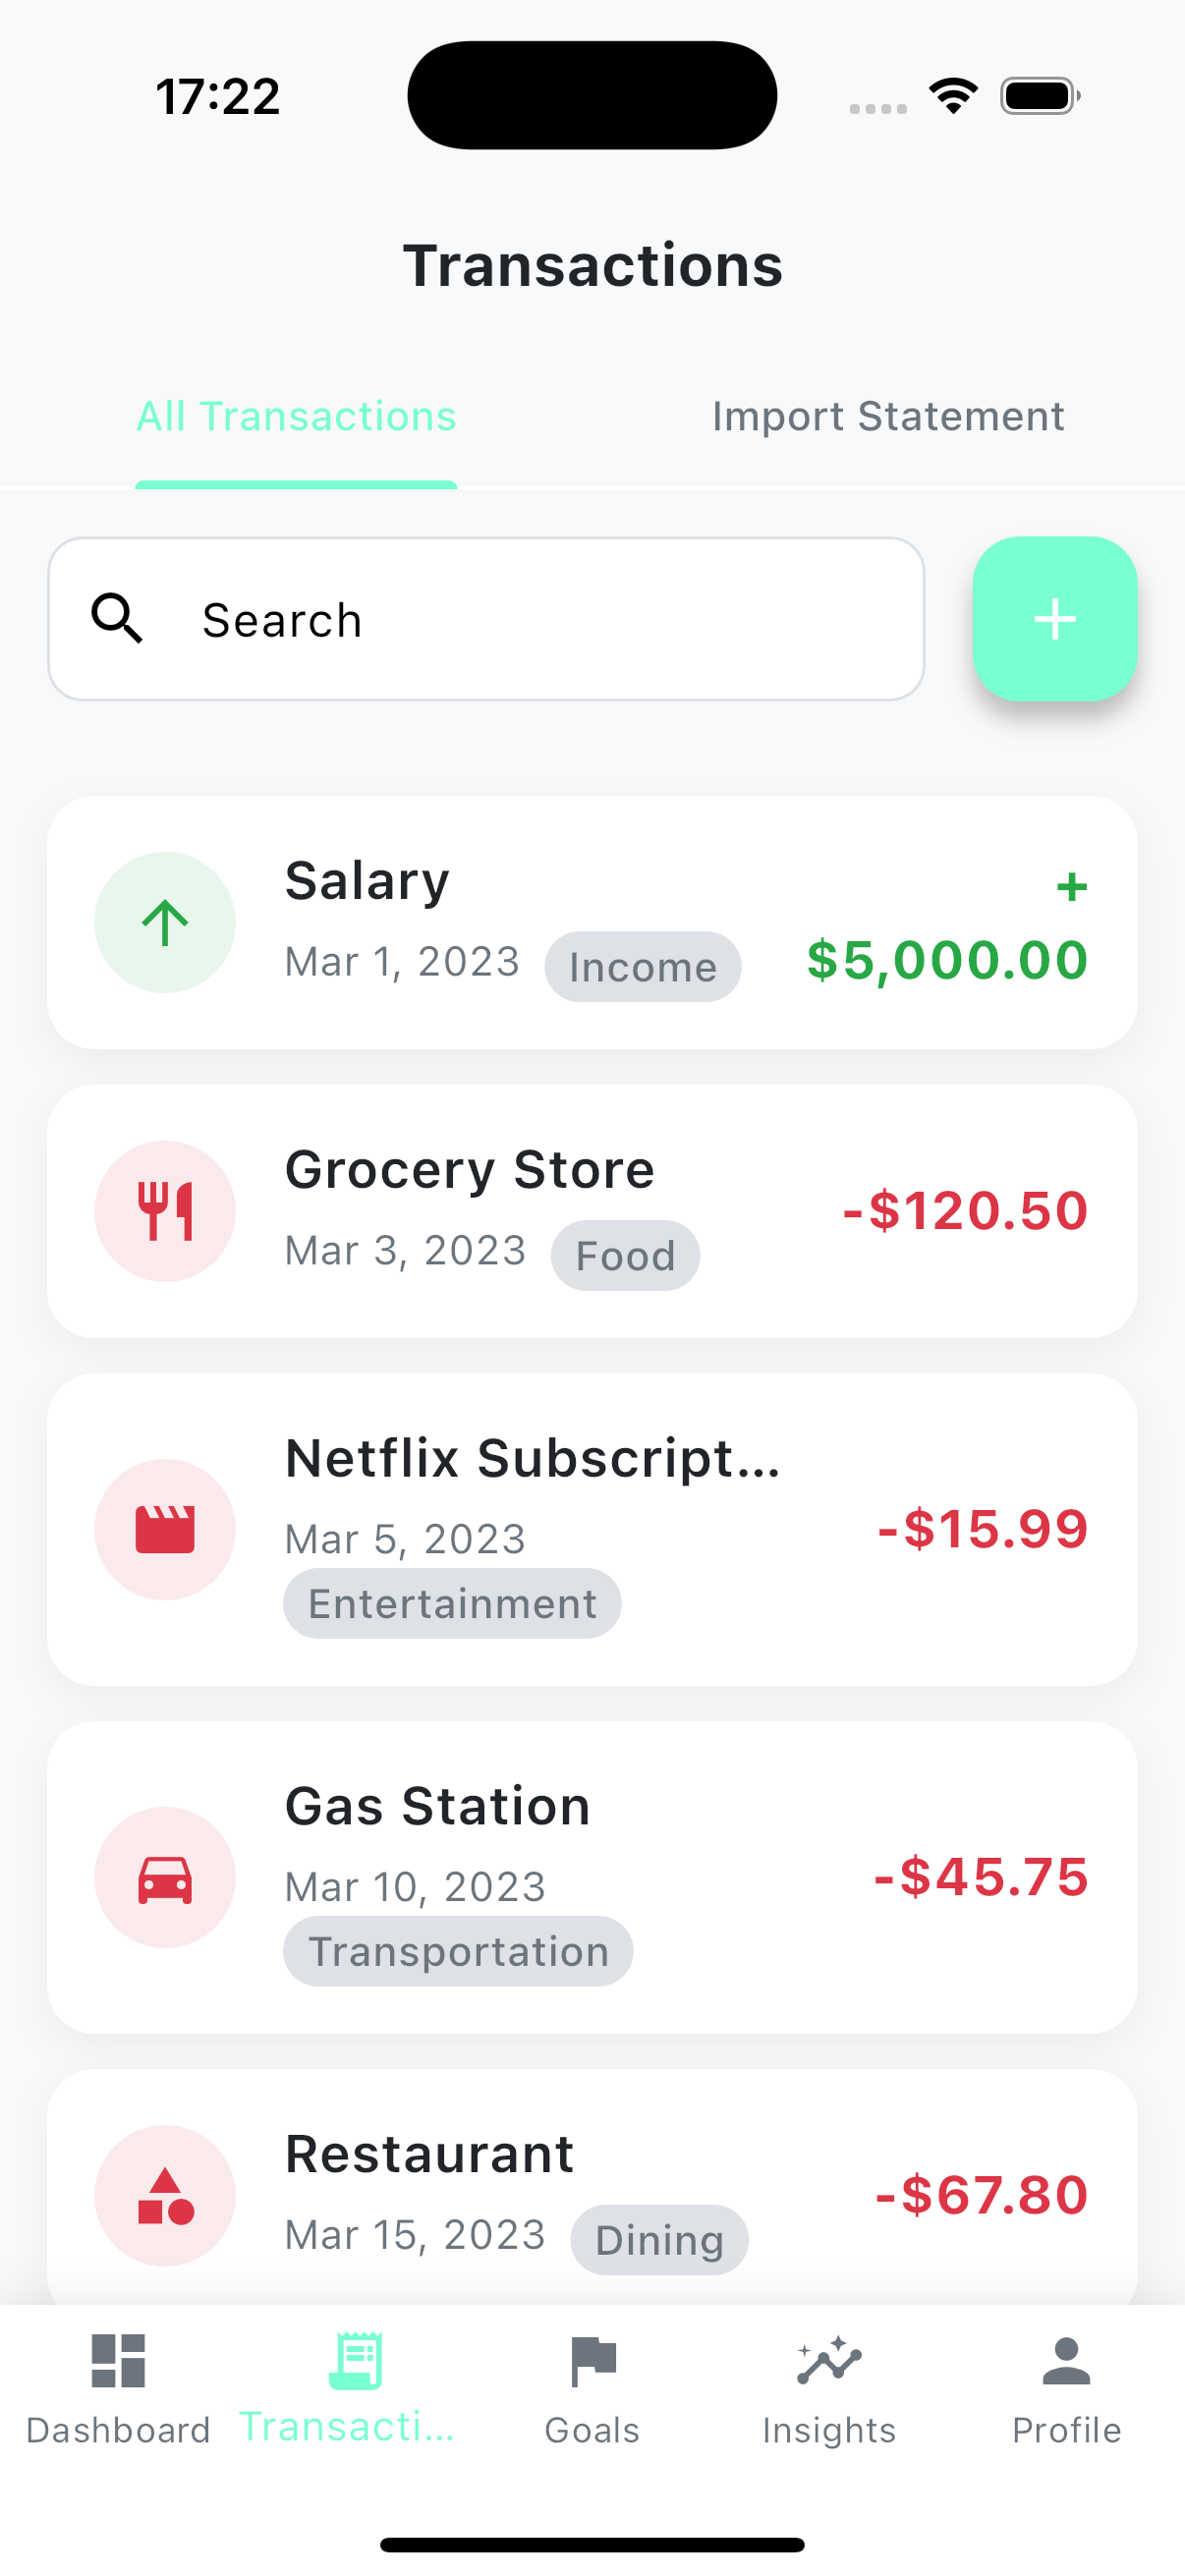 17:22
Transactions
All Transactions
Import Statement
Search
Salary
Mar 1, 2023
Income
+
$5,000.00
Grocery Store
Mar 3, 2023
Food
-$120.50
Netflix Subscript...
Mar 5, 2023
Entertainment
-$15.99
Gas Station
Mar 10, 2023
Transportation
-$45.75
Restaurant
Mar 15, 2023
Dining
-$67.80
Dashboard
Transacti...
Goals
Insights
Profile